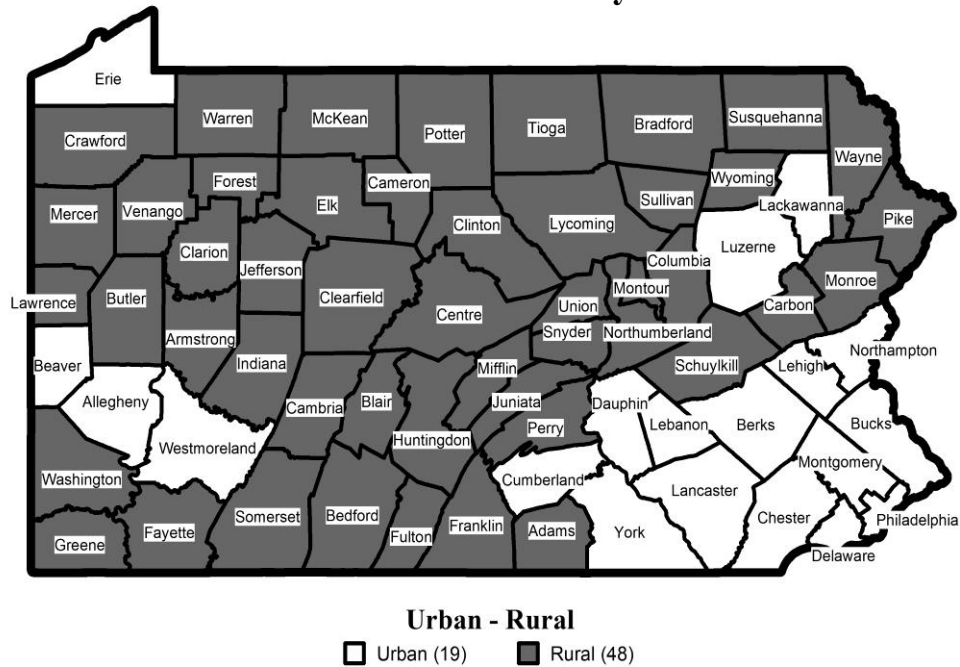 Erie
Warren
McKean
Potter
Tioga
Bradford
Susquehanna
Crawford
Wayne
Forest
Cameron
Wyoming
Sullivan
Lackawanna
Mercer
Venango
Elk
Clinton
Lycoming
Pike
Clarion
Luzerne
Jefferson
Columbia
Lawrence
Butler
Clearfield
Centre
Union
Montour
Carbon
Monroe
Armstrong
Snyder
Northumberland
Beaver
Indiana
Mifflin
Schuylkill
Lehigh
Northampton
Allegheny
Cambria
Blair
Juniata
Dauphin
Perry
Lebanon
Berks
Bucks
Westmoreland
Huntingdon
Washington
Cumberland
Montgomery
Lancaster
Greene
Fayette
Somerset
Bedford
Fulton
Franklin
Adams
York
Chester
Philadelphia
Delaware
Urban - Rural
Urban (19)
Rural (48)